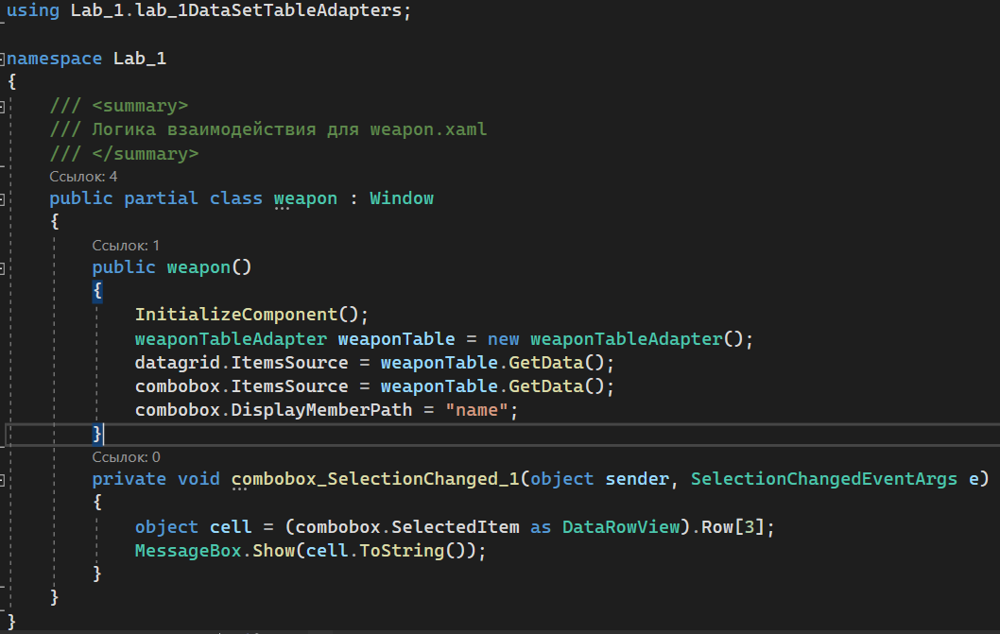 using Lab_1.lab_1DataSetTableAdapters;
namespace Lab_1
{
/// <summary>
/// Логика взаимодействия для weapon.xaml
/// </summary>
Ссылок: 4
public partial class weapon : Window
{
Ссылок: 1
public weapon()
{
InitializeComponent();
weaponTableAdapter weaponTable = new weaponTableAdapter();
datagrid.ItemsSource = weaponTable.GetData();
combobox.ItemsSource = weaponTable.GetData();
combobox.DisplayMemberPath = "name";
}
Ссылок: 0
private void combobox_SelectionChanged_1(object sender, SelectionChangedEventArgs e)
{
object cell = (combobox.SelectedItem as DataRowView).Row[3];
MessageBox.Show(cell.ToString());
}
}
}